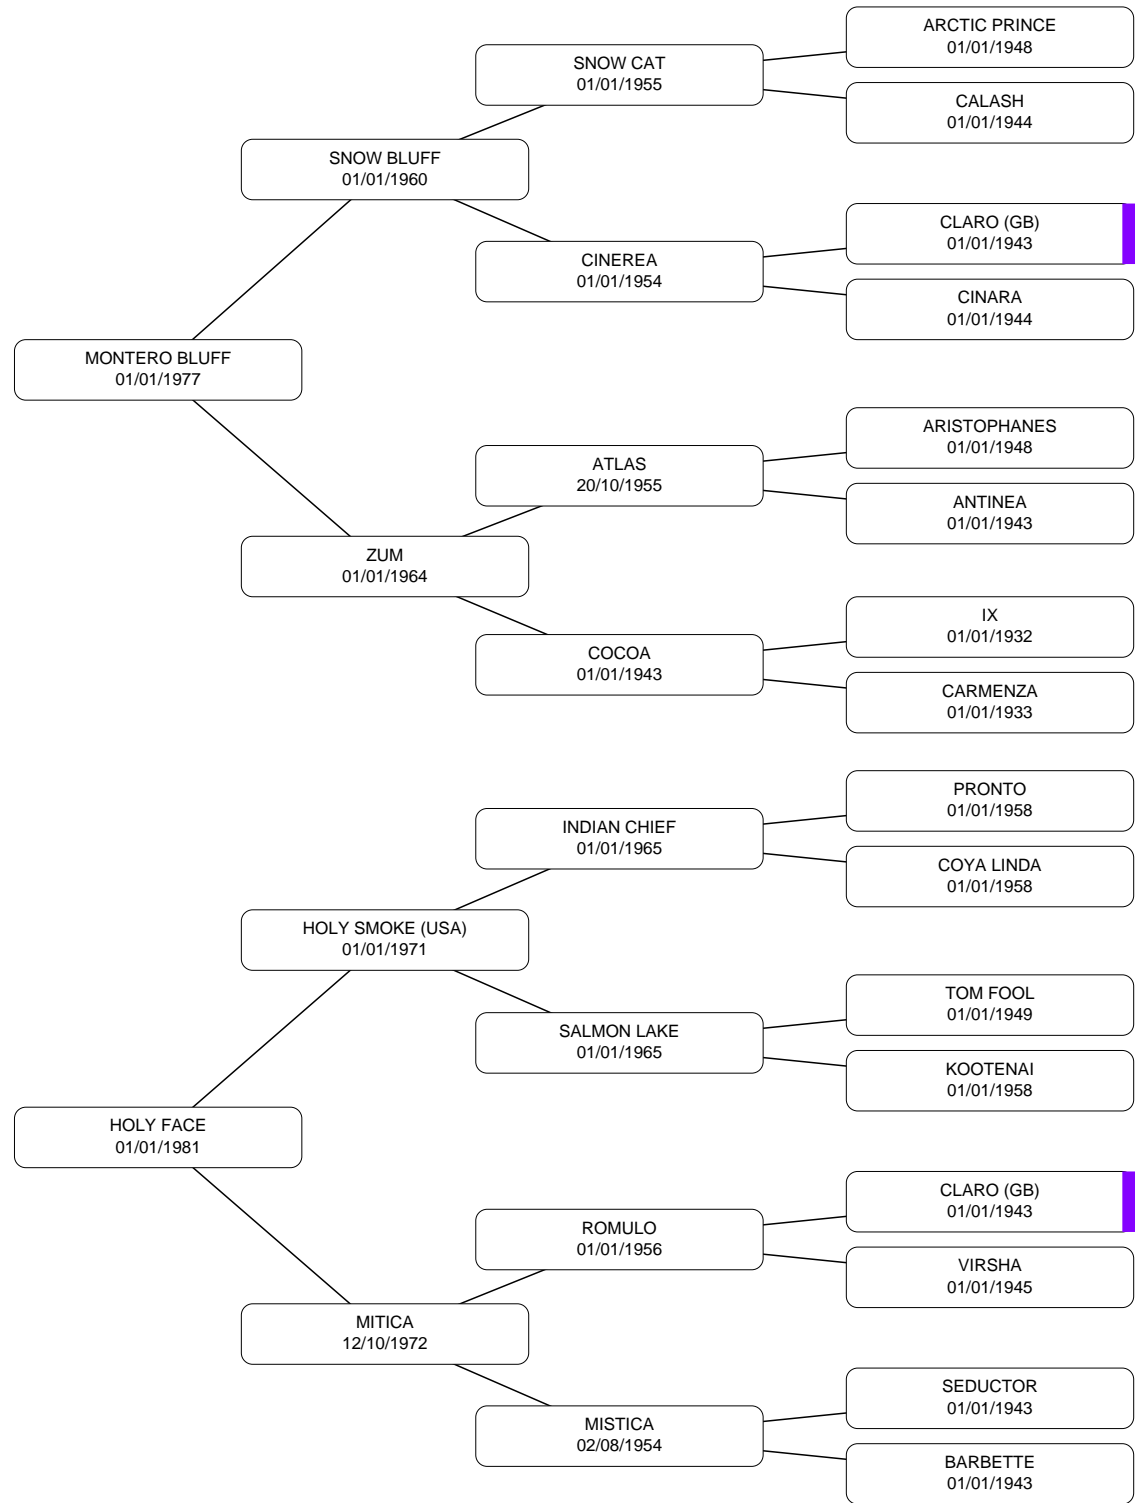 ARCTIC PRINCE
01/01/1948
SNOW CAT
01/01/1955
CALASH
01/01/1944
SNOW BLUFF
01/01/1960
CLARO (GB)
01/01/1943
CINEREA
01/01/1954
CINARA
01/01/1944
MONTERO BLUFF
01/01/1977
ARISTOPHANES
01/01/1948
ATLAS
20/10/1955
ANTINEA
01/01/1943
ZUM
01/01/1964
IX
01/01/1932
COCOA
01/01/1943
CARMENZA
01/01/1933
PRONTO
01/01/1958
INDIAN CHIEF
01/01/1965
COYA LINDA
01/01/1958
HOLY SMOKE (USA)
01/01/1971
TOM FOOL
01/01/1949
SALMON LAKE
01/01/1965
KOOTENAI
01/01/1958
HOLY FACE
01/01/1981
CLARO (GB)
01/01/1943
ROMULO
01/01/1956
VIRSHA
01/01/1945
MITICA
12/10/1972
SEDUCTOR
01/01/1943
MISTICA
02/08/1954
BARBETTE
01/01/1943